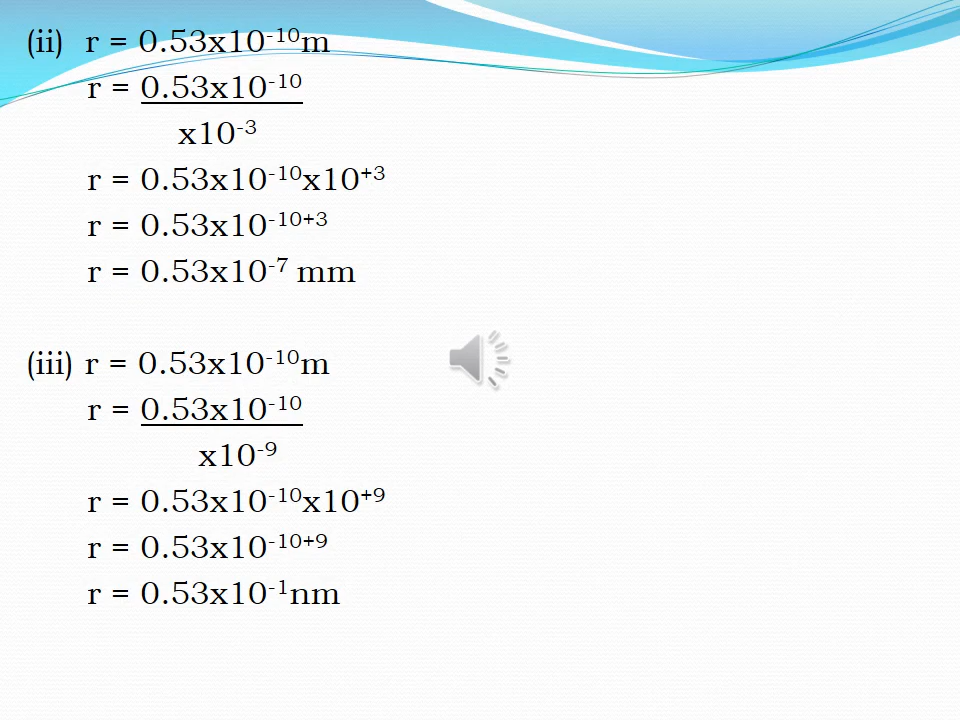 (ii) r = 0.53x10⁻¹⁰m
r = 0.53x10⁻¹⁰
x10⁻³
r = 0.53x10⁻¹⁰x10⁺³
r = 0.53x10⁻¹⁰⁺³
r = 0.53x10⁻⁷ mm
(iii) r = 0.53x10⁻¹⁰m
r = 0.53x10⁻¹⁰
x10⁻⁹
r = 0.53x10⁻¹⁰x10⁺⁹
r = 0.53x10⁻¹⁰⁺⁹
r = 0.53x10⁻¹nm